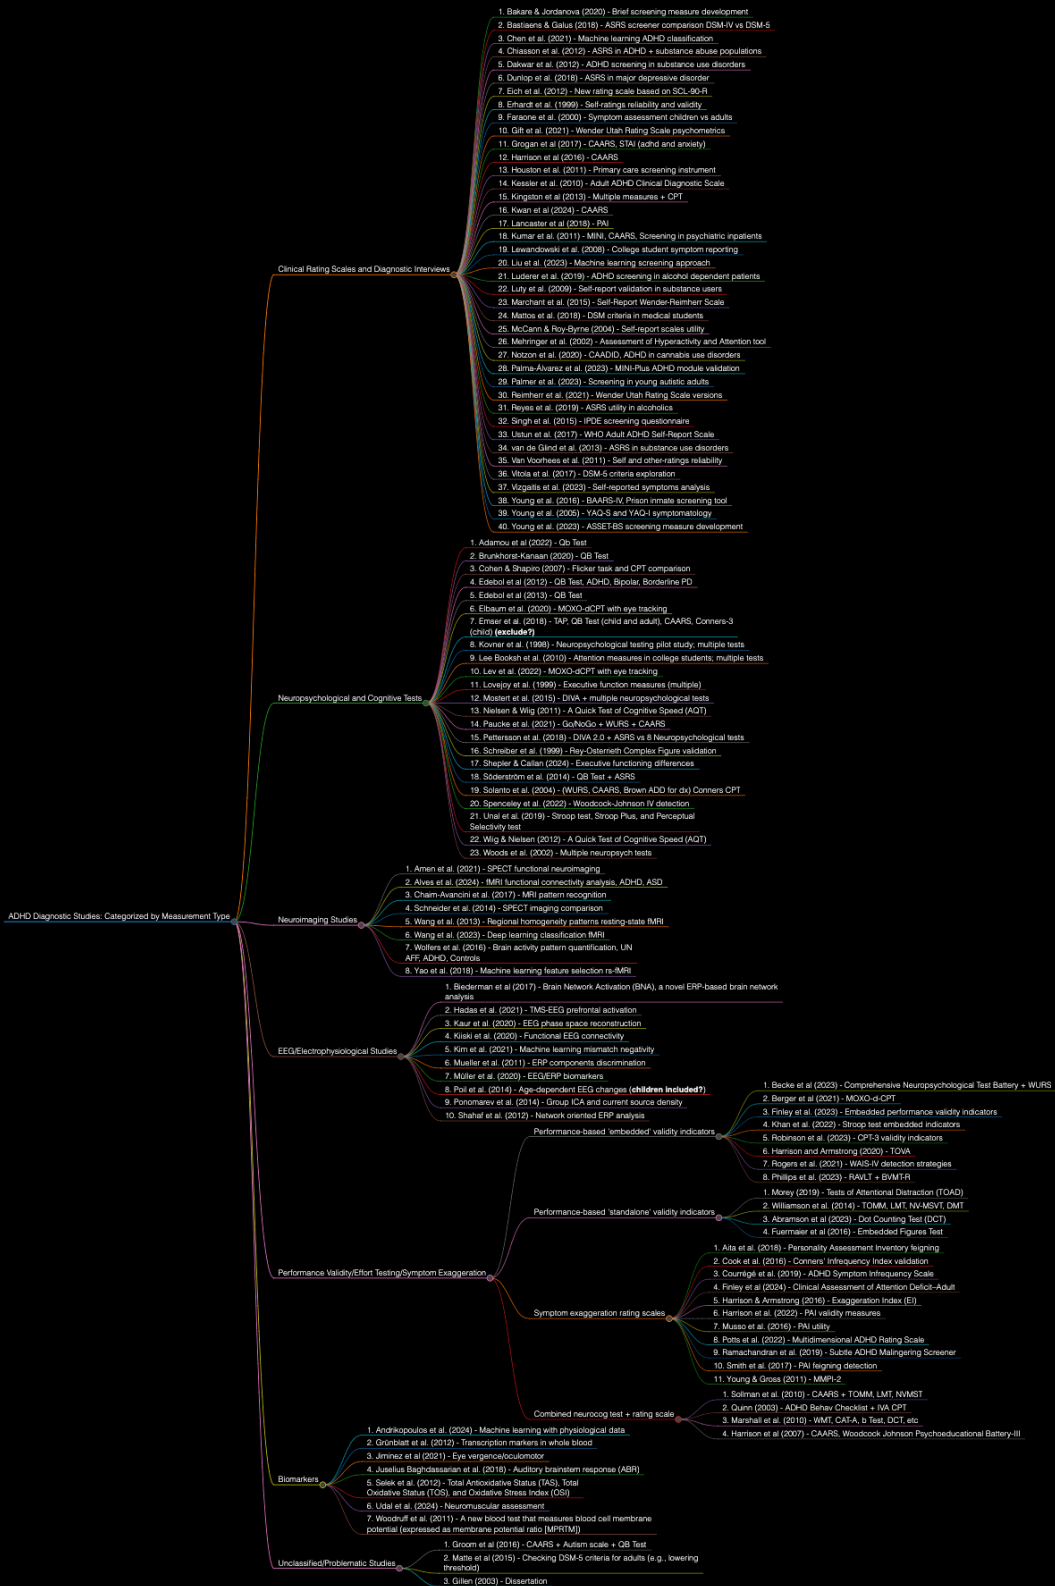 ADHD Diagnostic Studies: Categorized by Measurement Type
Clinical Rating Scales and Diagnostic Interviews
1. Bakare & Jordanova (2020) - Brief screening measure development
2. Bastiaens & Galus (2018) - ASRS screener comparison DSM-IV vs DSM-5
3. Chen et al. (2021) - Machine learning ADHD classification
4. Chiasson et al. (2012) - ASRS in ADHD + substance abuse populations
5. Dakwar et al. (2012) - ADHD screening in substance use disorders
6. Dunlop et al. (2018) - ASRS in major depressive disorder
7. Eich et al. (2012) - New rating scale based on SCL-90-R
8. Erhardt et al. (1999) - Self-ratings reliability and validity
9. Faraone et al. (2000) - Symptom assessment children vs adults
10. Gift et al. (2021) - Wender Utah Rating Scale psychometrics
11. Grogan et al (2017) - CAARS, STAI (adhd and anxiety)
12. Harrison et al (2016) - CAARS
13. Houston et al. (2011) - Primary care screening instrument
14. Kessler et al. (2010) - Adult ADHD Clinical Diagnostic Scale
15. Kingston et al (2013) - Multiple measures + CPT
16. Kwan et al (2024) - CAARS
17. Lancaster et al (2018) - PAI
18. Kumar et al. (2011) - MINI, CAARS, Screening in psychiatric inpatients
19. Lewandowski et al. (2008) - College student symptom reporting
20. Liu et al. (2023) - Machine learning screening approach
21. Luderer et al. (2019) - ADHD screening in alcohol dependent patients
22. Luty et al. (2009) - Self-report validation in substance users
23. Marchant et al. (2015) - Self-Report Wender-Reimherr Scale
24. Mattos et al. (2018) - DSM criteria in medical students
25. McCann & Roy-Byrne (2004) - Self-report scales utility
26. Mehringer et al. (2002) - Assessment of Hyperactivity and Attention tool
27. Notzon et al. (2020) - CAADID, ADHD in cannabis use disorders
28. Palma-Álvarez et al. (2023) - MINI-Plus ADHD module validation
29. Palmer et al. (2023) - Screening in young autistic adults
30. Reimherr et al. (2021) - Wender Utah Rating Scale versions
31. Reyes et al. (2019) - ASRS utility in alcoholics
32. Singh et al. (2015) - IPDE screening questionnaire
33. Ustun et al. (2017) - WHO Adult ADHD Self-Report Scale
34. van de Glind et al. (2013) - ASRS in substance use disorders
35. Van Voorhees et al. (2011) - Self and other-ratings reliability
36. Vitola et al. (2017) - DSM-5 criteria exploration
37. Vizgaitis et al. (2023) - Self-reported symptoms analysis
38. Young et al. (2016) - BAARS-IV, Prison inmate screening tool
39. Young et al. (2005) - YAQ-S and YAQ-I symptomatology
40. Young et al. (2023) - ASSET-BS screening measure development
Neuropsychological and Cognitive Tests
1. Adamou et al (2022) - Qb Test
2. Brunkhorst-Kanaan (2020) - QB Test
3. Cohen & Shapiro (2007) - Flicker task and CPT comparison
4. Edebol et al (2012) - QB Test, ADHD, Bipolar, Borderline PD
5. Edebol et al (2013) - QB Test
6. Elbaum et al. (2020) - MOXO-dCPT with eye tracking
7. Emser et al. (2018) - TAP, QB Test (child and adult), CAARS, Conners-3
(child) (exclude?)
8. Kovner et al. (1998) - Neuropsychological testing pilot study; multiple tests
9. Lee Booksh et al. (2010) - Attention measures in college students; multiple tests
10. Lev et al. (2022) - MOXO-dCPT with eye tracking
11. Lovejoy et al. (1999) - Executive function measures (multiple)
12. Mostert et al. (2015) - DIVA + multiple neuropsychological tests
13. Nielsen & Wiig (2011) - A Quick Test of Cognitive Speed (AQT)
14. Paucke et al. (2021) - Go/NoGo + WURS + CAARS
15. Pettersson et al. (2018) - DIVA 2.0 + ASRS vs 8 Neuropsychological tests
16. Schreiber et al. (1999) - Rey-Osterrieth Complex Figure validation
17. Shepler & Callan (2024) - Executive functioning differences
18. Söderström et al. (2014) - QB Test + ASRS
19. Solanto et al. (2004) - (WURS, CAARS, Brown ADD for dx) Conners CPT
20. Spenceley et al. (2022) - Woodcock-Johnson IV detection
21. Unal et al. (2019) - Stroop test, Stroop Plus, and Perceptual
Selectivity test
22. Wiig & Nielsen (2012) - A Quick Test of Cognitive Speed (AQT)
23. Woods et al. (2002) - Multiple neuropsych tests
Neuroimaging Studies
1. Amen et al. (2021) - SPECT functional neuroimaging
2. Alves et al. (2024) - fMRI functional connectivity analysis, ADHD, ASD
3. Chaim-Avancini et al. (2017) - MRI pattern recognition
4. Schneider et al. (2014) - SPECT imaging comparison
5. Wang et al. (2013) - Regional homogeneity patterns resting-state fMRI
6. Wang et al. (2023) - Deep learning classification fMRI
7. Wolfers et al. (2016) - Brain activity pattern quantification, UN
AFF, ADHD, Controls
8. Yao et al. (2018) - Machine learning feature selection rs-fMRI
EEG/Electrophysiological Studies
1. Biederman et al (2017) - Brain Network Activation (BNA), a novel ERP-based brain network
analysis
2. Hadas et al. (2021) - TMS-EEG prefrontal activation
3. Kaur et al. (2020) - EEG phase space reconstruction
4. Kiiski et al. (2020) - Functional EEG connectivity
5. Kim et al. (2021) - Machine learning mismatch negativity
6. Mueller et al. (2011) - ERP components discrimination
7. Müller et al. (2020) - EEG/ERP biomarkers
8. Poil et al. (2014) - Age-dependent EEG changes (children included?)
9. Ponomarev et al. (2014) - Group ICA and current source density
10. Shahaf et al. (2012) - Network oriented ERP analysis
Performance Validity/Effort Testing/Symptom Exaggeration
Performance-based 'embedded' validity indicators
1. Becke et al (2023) - Comprehensive Neuropsychological Test Battery + WURS
2. Berger et al (2021) - MOXO-d-CPT
3. Finley et al. (2023) - Embedded performance validity indicators
4. Khan et al. (2022) - Stroop test embedded indicators
5. Robinson et al. (2023) - CPT-3 validity indicators
6. Harrison and Armstrong (2020) - TOVA
7. Rogers et al. (2021) - WAIS-IV detection strategies
8. Phillips et al. (2023) - RAVLT + BVMT-R
Performance-based 'standalone' validity indicators
1. Morey (2019) - Tests of Attentional Distraction (TOAD)
2. Williamson et al. (2014) - TOMM, LMT, NV-MSVT, DMT
3. Abramson et al (2023) - Dot Counting Test (DCT)
4. Fuermaier et al (2016) - Embedded Figures Test
Symptom exaggeration rating scales
1. Aita et al. (2018) - Personality Assessment Inventory feigning
2. Cook et al. (2016) - Conners' Infrequency Index validation
3. Courrégé et al. (2019) - ADHD Symptom Infrequency Scale
4. Finley et al (2024) - Clinical Assessment of Attention Deficit–Adult
5. Harrison & Armstrong (2016) - Exaggeration Index (EI)
6. Harrison et al. (2022) - PAI validity measures
7. Musso et al. (2016) - PAI utility
8. Potts et al. (2022) - Multidimensional ADHD Rating Scale
9. Ramachandran et al. (2019) - Subtle ADHD Malingering Screener
10. Smith et al. (2017) - PAI feigning detection
11. Young & Gross (2011) - MMPI-2
Combined neurocog test + rating scale
1. Sollman et al. (2010) - CAARS + TOMM, LMT, NVMST
2. Quinn (2003) - ADHD Behav Checklist + IVA CPT
3. Marshall et al. (2010) - WMT, CAT-A, b Test, DCT, etc
4. Harrison et al (2007) - CAARS, Woodcock Johnson Psychoeducational Battery-III
Biomarkers
1. Andrikopoulos et al. (2024) - Machine learning with physiological data
2. Grünblatt et al. (2012) - Transcription markers in whole blood
3. Jiminez et al (2021) - Eye vergence/oculomotor
4. Juselius Baghdassarian et al. (2018) - Auditory brainstem response (ABR)
5. Selek et al. (2012) - Total Antioxidative Status (TAS), Total
Oxidative Status (TOS), and Oxidative Stress Index (OSI)
6. Udal et al. (2024) - Neuromuscular assessment
7. Woodruff et al. (2011) - A new blood test that measures blood cell membrane
potential (expressed as membrane potential ratio [MPRTM])
Unclassified/Problematic Studies
1. Groom et al (2016) - CAARS + Autism scale + QB Test
2. Matte et al (2015) - Checking DSM-5 criteria for adults (e.g., lowering
threshold)
3. Gillen (2003) - Dissertation